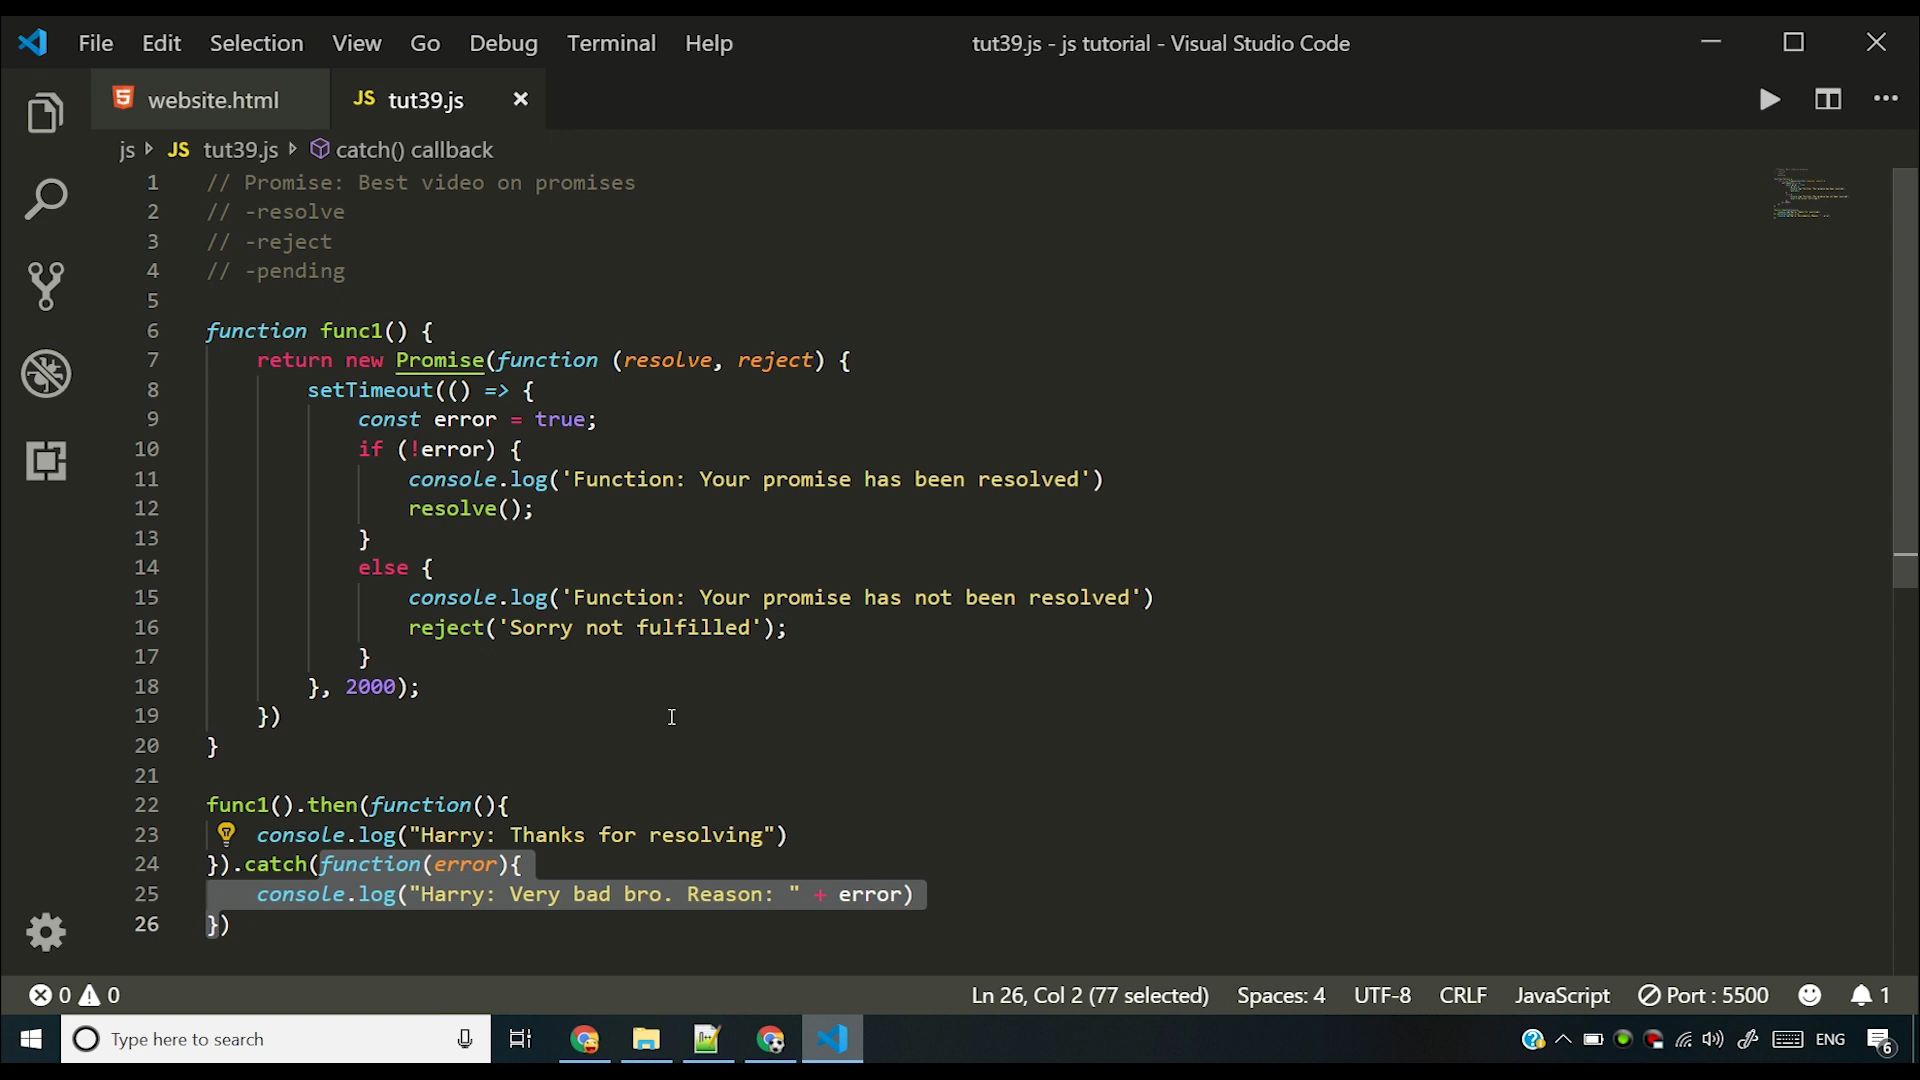 File Edit Selection View Go Debug Terminal Help tut39.js - js tutorial - Visual Studio Code
website.html JS tut39.js
js JS tut39.js catch() callback
1 // Promise: Best video on promises
2 // -resolve
3 // -reject
4 // -pending
5
6 function func1() {
7 return new Promise(function (resolve, reject) {
8 setTimeout(() => {
9 const error = true;
10 if (!error) {
11 console.log('Function: Your promise has been resolved')
12 resolve();
13 }
14 else {
15 console.log('Function: Your promise has not been resolved')
16 reject('Sorry not fulfilled');
17 }
18 }, 2000);
19 })
20 }
21
22 func1().then(function(){
23 console.log("Harry: Thanks for resolving")
24 }).catch(function(error){
25 console.log("Harry: Very bad bro. Reason: " + error)
26 })
0 0 Ln 26, Col 2 (77 selected) Spaces: 4 UTF-8 CRLF JavaScript Port : 5500 1
Type here to search ENG 6